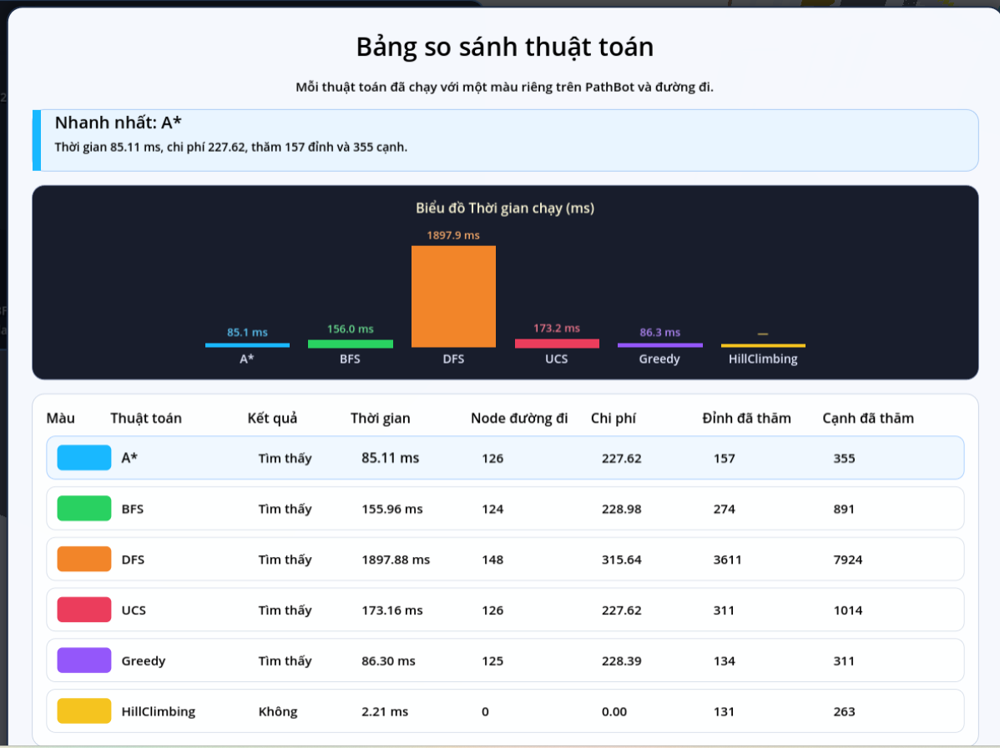 Bảng so sánh thuật toán
Mỗi thuật toán đã chạy với một màu riêng trên PathBot và đường đi.
Nhanh nhất: A*
Thời gian 85.11 ms, chi phí 227.62, thăm 157 đỉnh và 355 cạnh.
Biểu đồ Thời gian chạy (ms)
1897.9 ms
85.1 ms 156.0 ms 173.2 ms 86.3 ms —
A* BFS DFS UCS Greedy HillClimbing
Màu Thuật toán Kết quả Thời gian Node đường đi Chi phí Đỉnh đã thăm Cạnh đã thăm
A* Tìm thấy 85.11 ms 126 227.62 157 355
BFS Tìm thấy 155.96 ms 124 228.98 274 891
DFS Tìm thấy 1897.88 ms 148 315.64 3611 7924
UCS Tìm thấy 173.16 ms 126 227.62 311 1014
Greedy Tìm thấy 86.30 ms 125 228.39 134 311
HillClimbing Không 2.21 ms 0 0.00 131 263